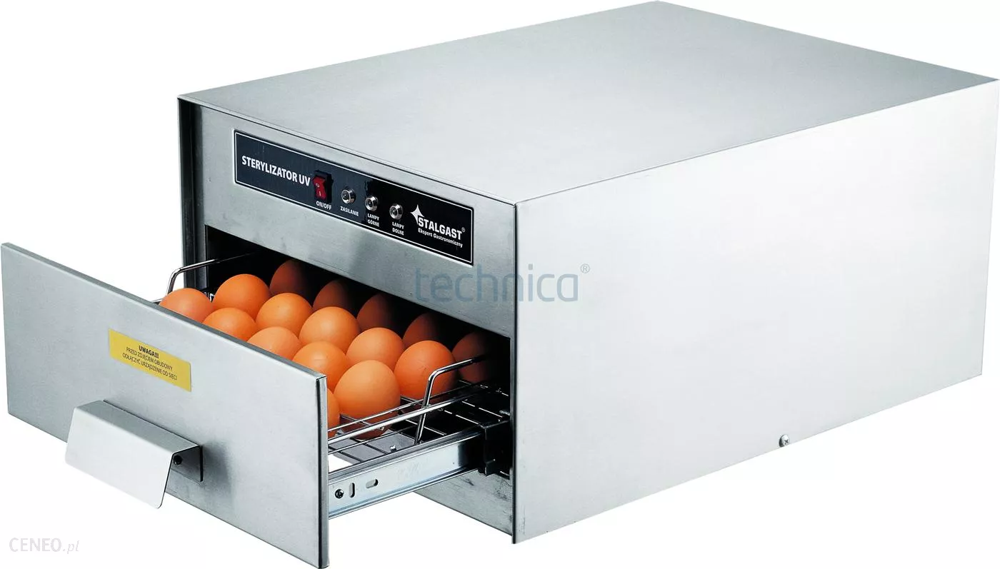 STERYLIZATOR UV
ON/OFF
ZASILANIE
LAMPY
GÓRNE
LAMPY
DOLNE
STALGAST®
Ekspert Gastronomiczny
technica®
UWAGA!!!
PRZED ZDJĘCIEM OBUDOWY
ODŁĄCZYĆ URZĄDZENIE OD SIECI
CENEO.pl